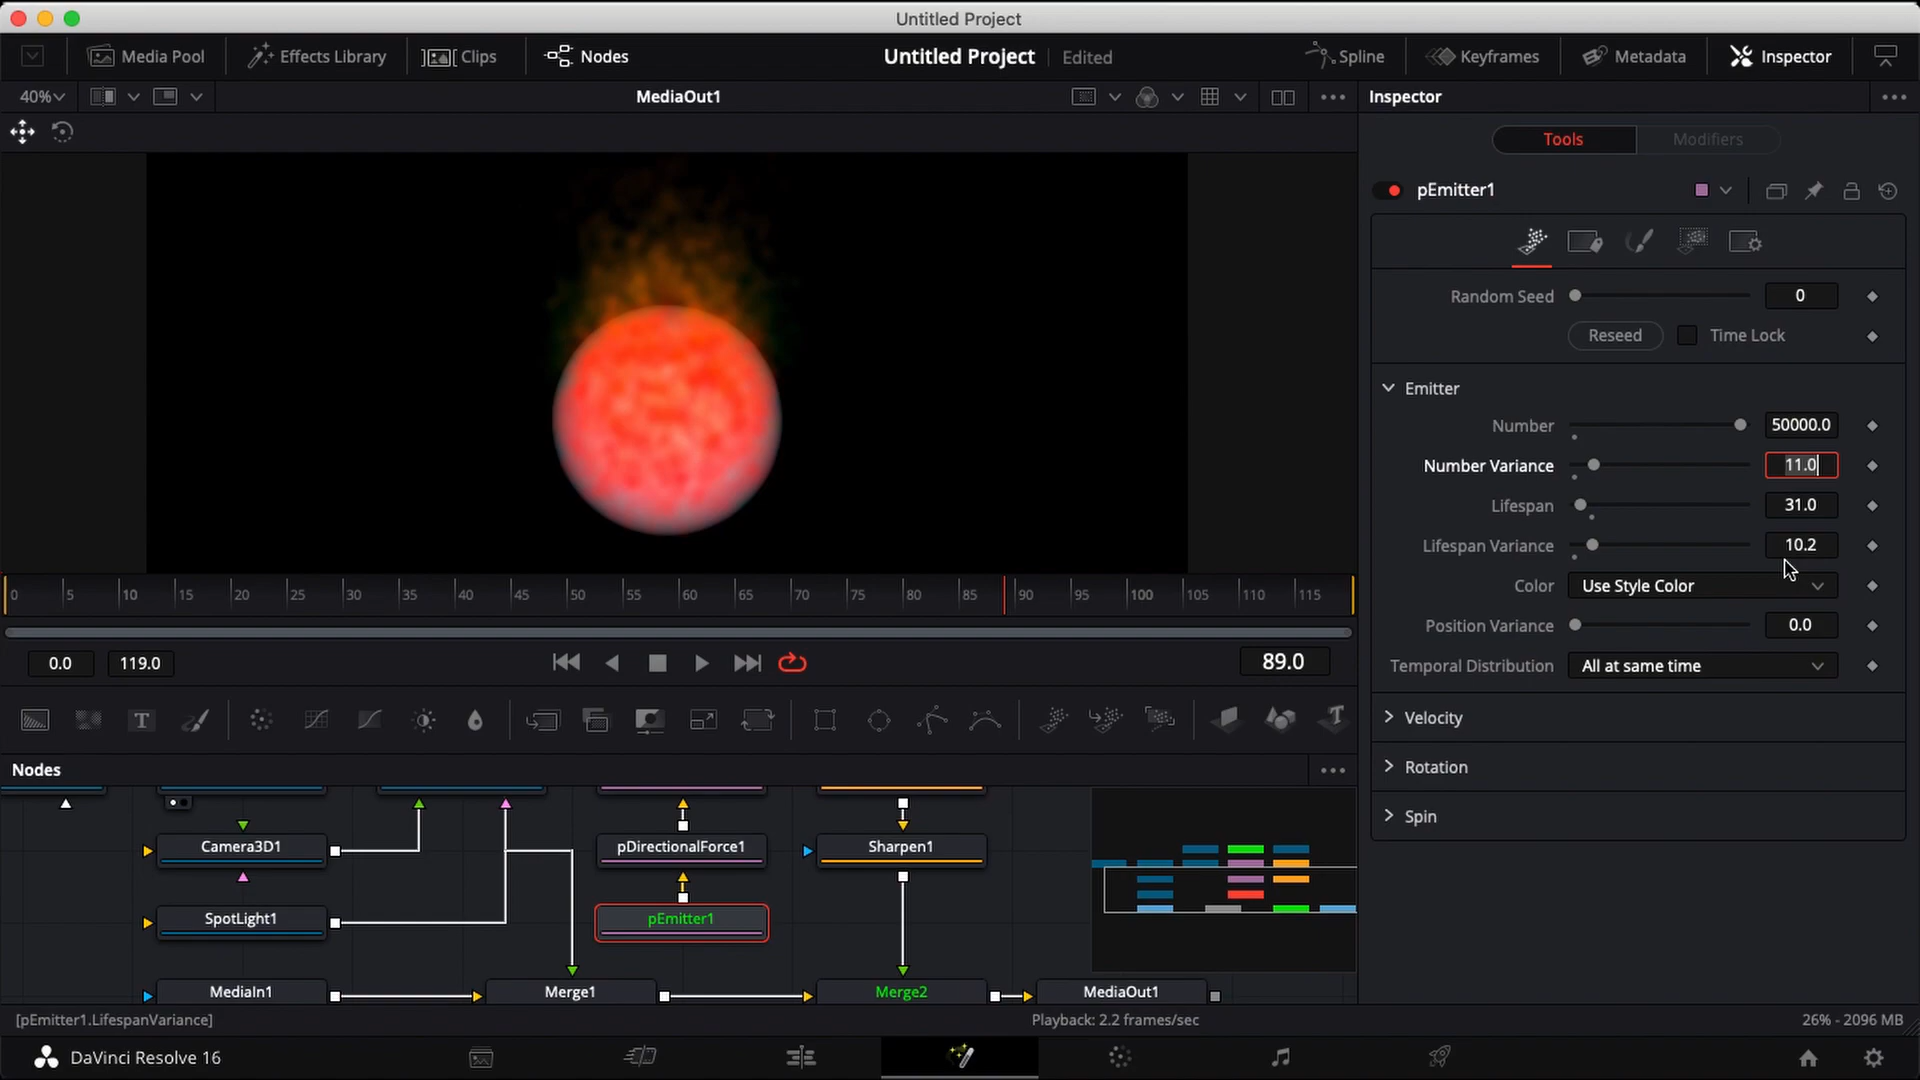 Untitled Project
Media Pool
Effects Library
Clips
Nodes
Untitled Project
Edited
Spline
Keyframes
Metadata
Inspector
40%
MediaOut1
Inspector
Tools
Modifiers
pEmitter1
Random Seed
0
Reseed
Time Lock
Emitter
Number
50000.0
Number Variance
11.0
Lifespan
31.0
Lifespan Variance
10.2
Color
Use Style Color
Position Variance
0.0
Temporal Distribution
All at same time
Velocity
Rotation
Spin
0 5 10 15 20 25 30 35 40 45 50 55 60 65 70 75 80 85 90 95 100 105 110 115
0.0
119.0
89.0
T
T
Nodes
Camera3D1
pDirectionalForce1
Sharpen1
SpotLight1
pEmitter1
MediaIn1
Merge1
Merge2
MediaOut1
[pEmitter1.LifespanVariance]
Playback: 2.2 frames/sec
26% - 2096 MB
DaVinci Resolve 16